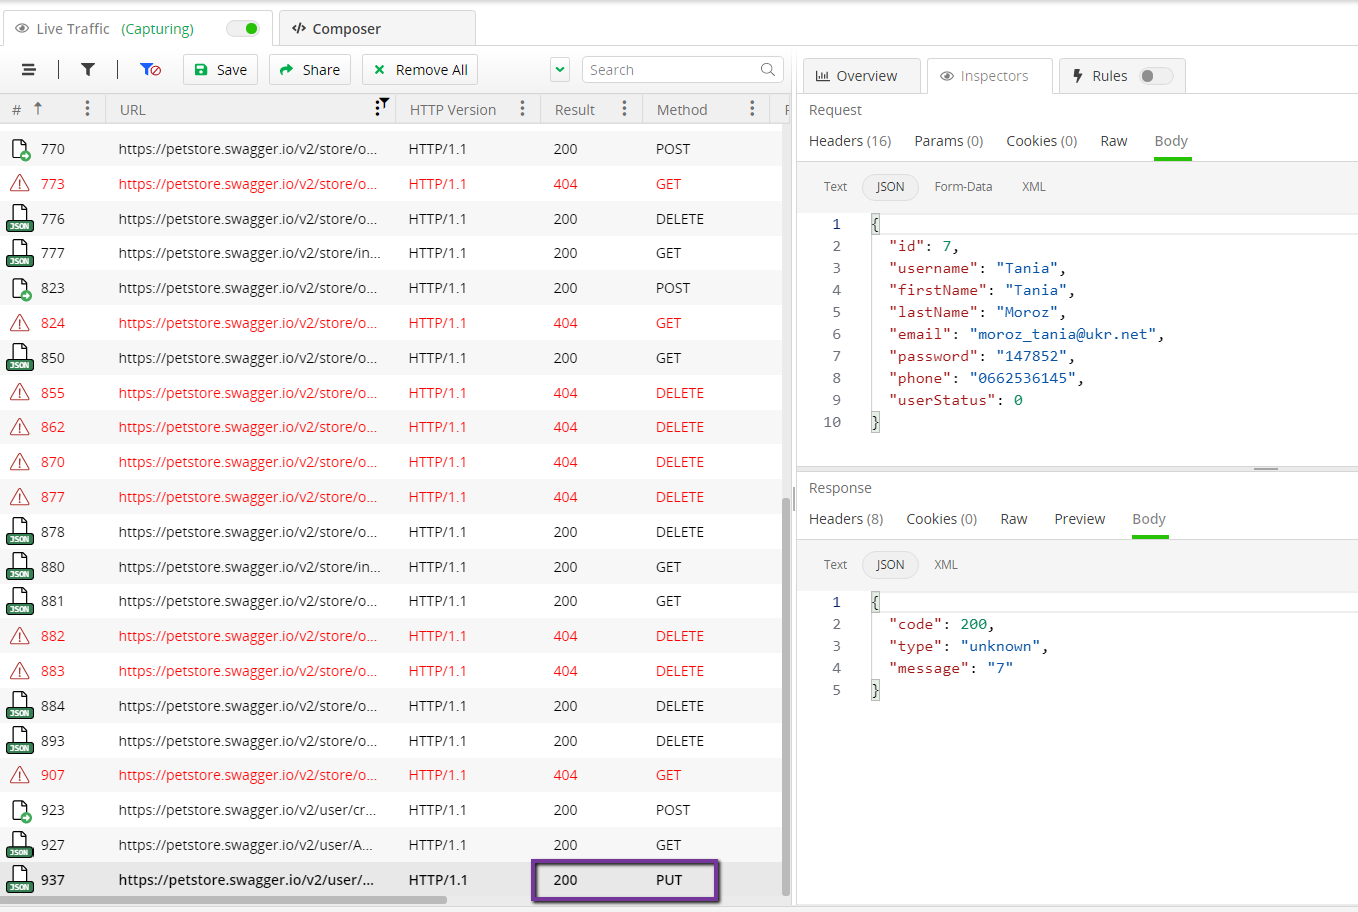 Live Traffic (Capturing)
Composer
Save
Share
Remove All
Search
# URL HTTP Version Result Method
770 https://petstore.swagger.io/v2/store/o... HTTP/1.1 200 POST
773 https://petstore.swagger.io/v2/store/o... HTTP/1.1 404 GET
776 https://petstore.swagger.io/v2/store/o... HTTP/1.1 200 DELETE
777 https://petstore.swagger.io/v2/store/in... HTTP/1.1 200 GET
823 https://petstore.swagger.io/v2/store/o... HTTP/1.1 200 POST
824 https://petstore.swagger.io/v2/store/o... HTTP/1.1 404 GET
850 https://petstore.swagger.io/v2/store/o... HTTP/1.1 200 GET
855 https://petstore.swagger.io/v2/store/o... HTTP/1.1 404 DELETE
862 https://petstore.swagger.io/v2/store/o... HTTP/1.1 404 DELETE
870 https://petstore.swagger.io/v2/store/o... HTTP/1.1 404 DELETE
877 https://petstore.swagger.io/v2/store/o... HTTP/1.1 404 DELETE
878 https://petstore.swagger.io/v2/store/o... HTTP/1.1 200 DELETE
880 https://petstore.swagger.io/v2/store/in... HTTP/1.1 200 GET
881 https://petstore.swagger.io/v2/store/o... HTTP/1.1 200 GET
882 https://petstore.swagger.io/v2/store/o... HTTP/1.1 404 DELETE
883 https://petstore.swagger.io/v2/store/o... HTTP/1.1 404 DELETE
884 https://petstore.swagger.io/v2/store/o... HTTP/1.1 200 DELETE
893 https://petstore.swagger.io/v2/store/o... HTTP/1.1 200 DELETE
907 https://petstore.swagger.io/v2/store/o... HTTP/1.1 404 GET
923 https://petstore.swagger.io/v2/user/cr... HTTP/1.1 200 POST
927 https://petstore.swagger.io/v2/user/A... HTTP/1.1 200 GET
937 https://petstore.swagger.io/v2/user/... HTTP/1.1 200 PUT
Overview
Inspectors
Rules
Request
Headers (16) Params (0) Cookies (0) Raw Body
Text JSON Form-Data XML
1 {
2 "id": 7,
3 "username": "Tania",
4 "firstName": "Tania",
5 "lastName": "Moroz",
6 "email": "moroz_tania@ukr.net",
7 "password": "147852",
8 "phone": "0662536145",
9 "userStatus": 0
10 }
Response
Headers (8) Cookies (0) Raw Preview Body
Text JSON XML
1 {
2 "code": 200,
3 "type": "unknown",
4 "message": "7"
5 }